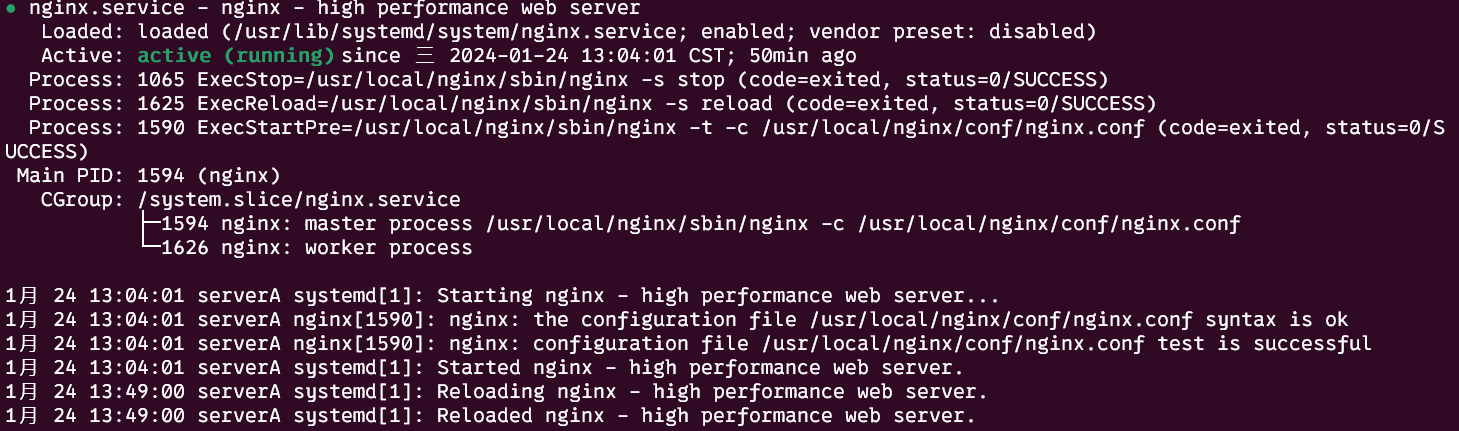 ● nginx.service - nginx - high performance web server
   Loaded: loaded (/usr/lib/systemd/system/nginx.service; enabled; vendor preset: disabled)
   Active: active (running) since 三 2024-01-24 13:04:01 CST; 50min ago
  Process: 1065 ExecStop=/usr/local/nginx/sbin/nginx -s stop (code=exited, status=0/SUCCESS)
  Process: 1625 ExecReload=/usr/local/nginx/sbin/nginx -s reload (code=exited, status=0/SUCCESS)
  Process: 1590 ExecStartPre=/usr/local/nginx/sbin/nginx -t -c /usr/local/nginx/conf/nginx.conf (code=exited, status=0/S
UCCESS)
 Main PID: 1594 (nginx)
   CGroup: /system.slice/nginx.service
           ├─1594 nginx: master process /usr/local/nginx/sbin/nginx -c /usr/local/nginx/conf/nginx.conf
           └─1626 nginx: worker process

1月 24 13:04:01 serverA systemd[1]: Starting nginx - high performance web server...
1月 24 13:04:01 serverA nginx[1590]: nginx: the configuration file /usr/local/nginx/conf/nginx.conf syntax is ok
1月 24 13:04:01 serverA nginx[1590]: nginx: configuration file /usr/local/nginx/conf/nginx.conf test is successful
1月 24 13:04:01 serverA systemd[1]: Started nginx - high performance web server.
1月 24 13:49:00 serverA systemd[1]: Reloading nginx - high performance web server.
1月 24 13:49:00 serverA systemd[1]: Reloaded nginx - high performance web server.